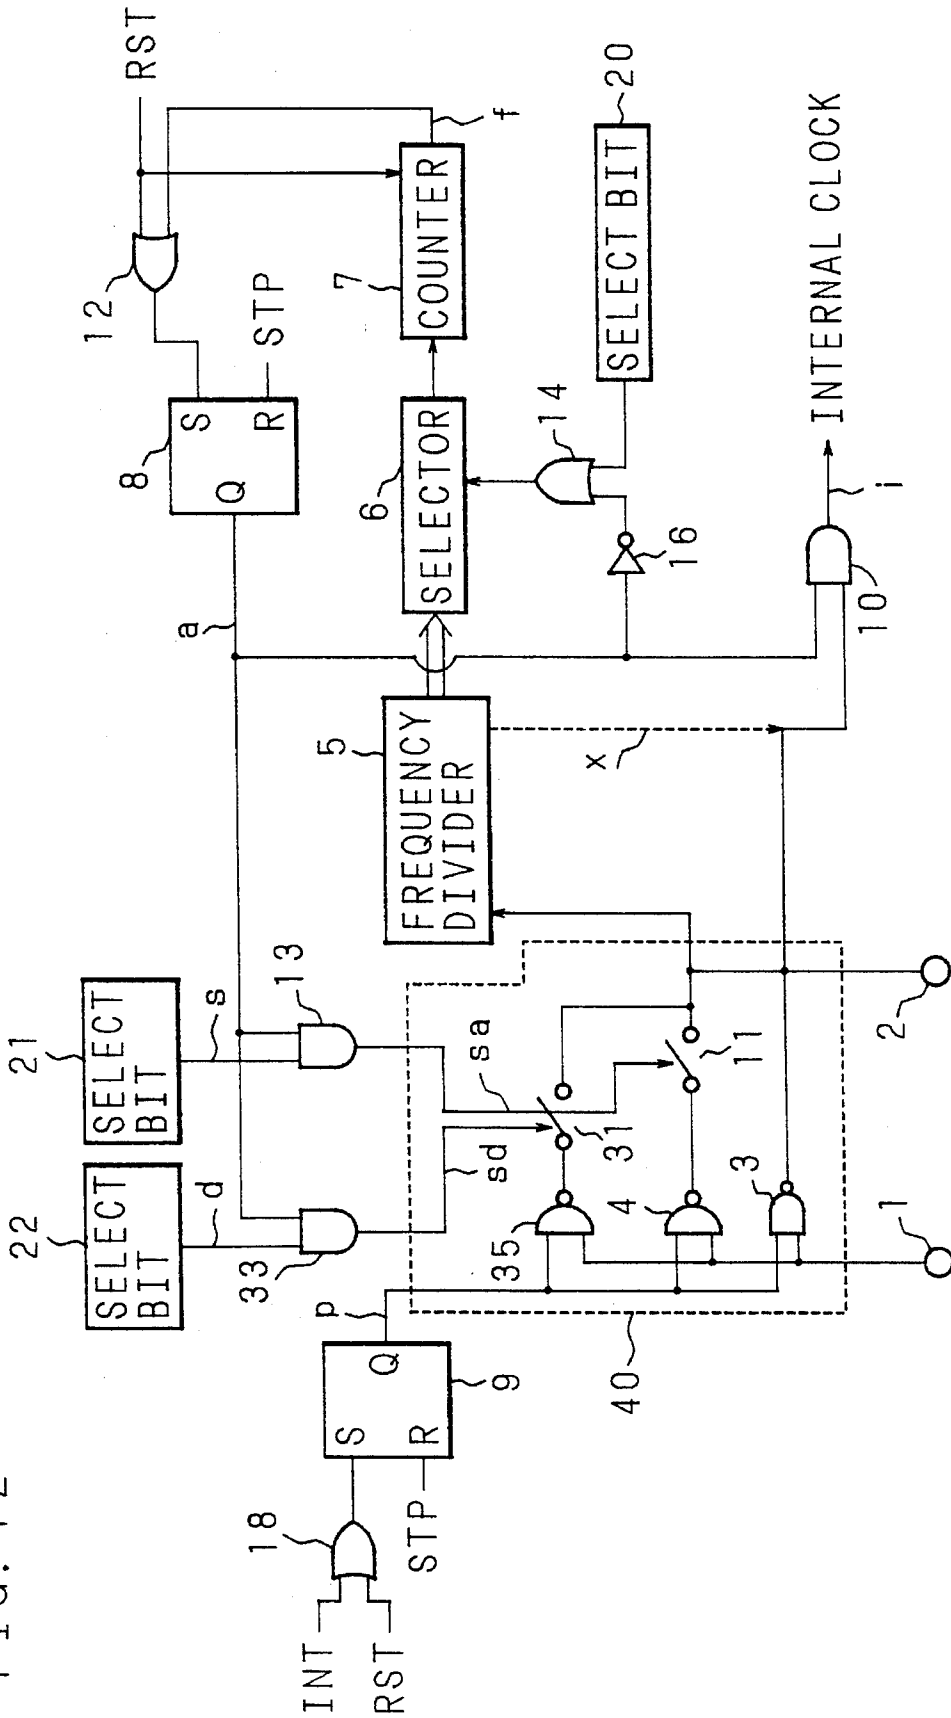 FIG. 12
22
SELECT
BIT
d
33
21
SELECT
BIT
s
13
a
8
Q
S
R
STP
12
RST
INT
RST
18
STP
S
R
Q
9
p
sd
sa
5
FREQUENCY
DIVIDER
6
SELECTOR
7
COUNTER
f
35
31
4
11
3
40
x
14
16
SELECT BIT
20
10
i
INTERNAL CLOCK
1
2